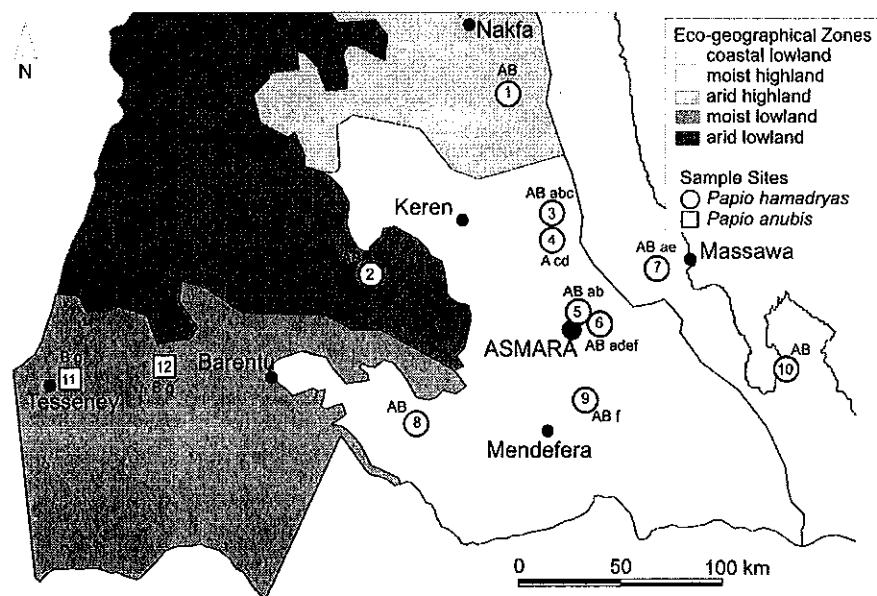 N
Nakfa
AB
1
Keren
AB abc
3
4
A cd
2
AB ae
7
Massawa
AB ab
5
6
ASMARA
AB adef
AB
10
B g
11
Tesseney
12
B g
Barentu
AB
8
9
AB f
Mendefera
0 50 100 km
Eco-geographical Zones
coastal lowland
moist highland
arid highland
moist lowland
arid lowland
Sample Sites
Papio hamadryas
Papio anubis